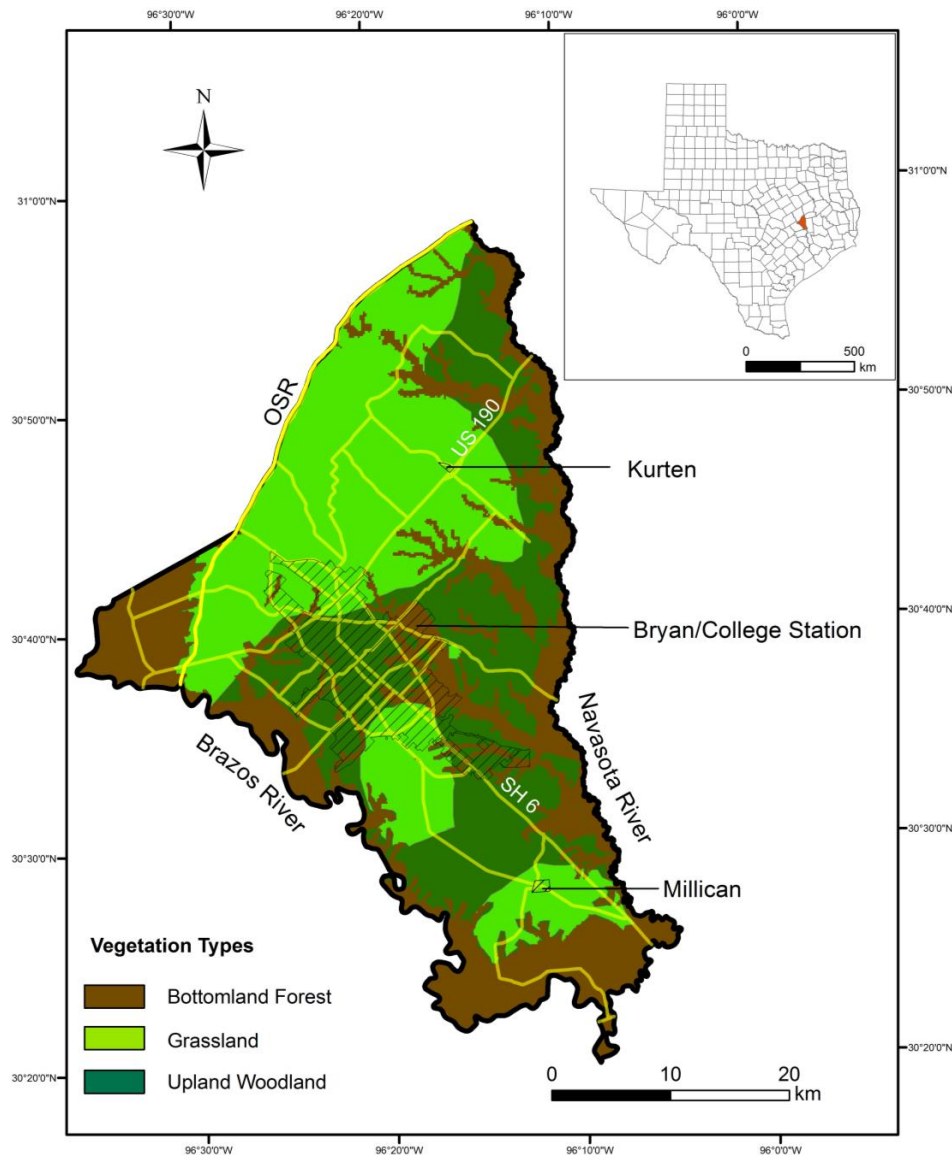 96°30'0"W
96°20'0"W
96°10'0"W
96°0'0"W
N
31°0'0"N
31°0'0"N
0
500
km
30°50'0"N
30°50'0"N
OSR
US 190
Kurten
30°40'0"N
30°40'0"N
Bryan/College Station
Brazos River
Navasota River
SH 6
30°30'0"N
30°30'0"N
Millican
Vegetation Types
Bottomland Forest
Grassland
Upland Woodland
0
10
20
km
30°20'0"N
30°20'0"N
96°30'0"W
96°20'0"W
96°10'0"W
96°0'0"W